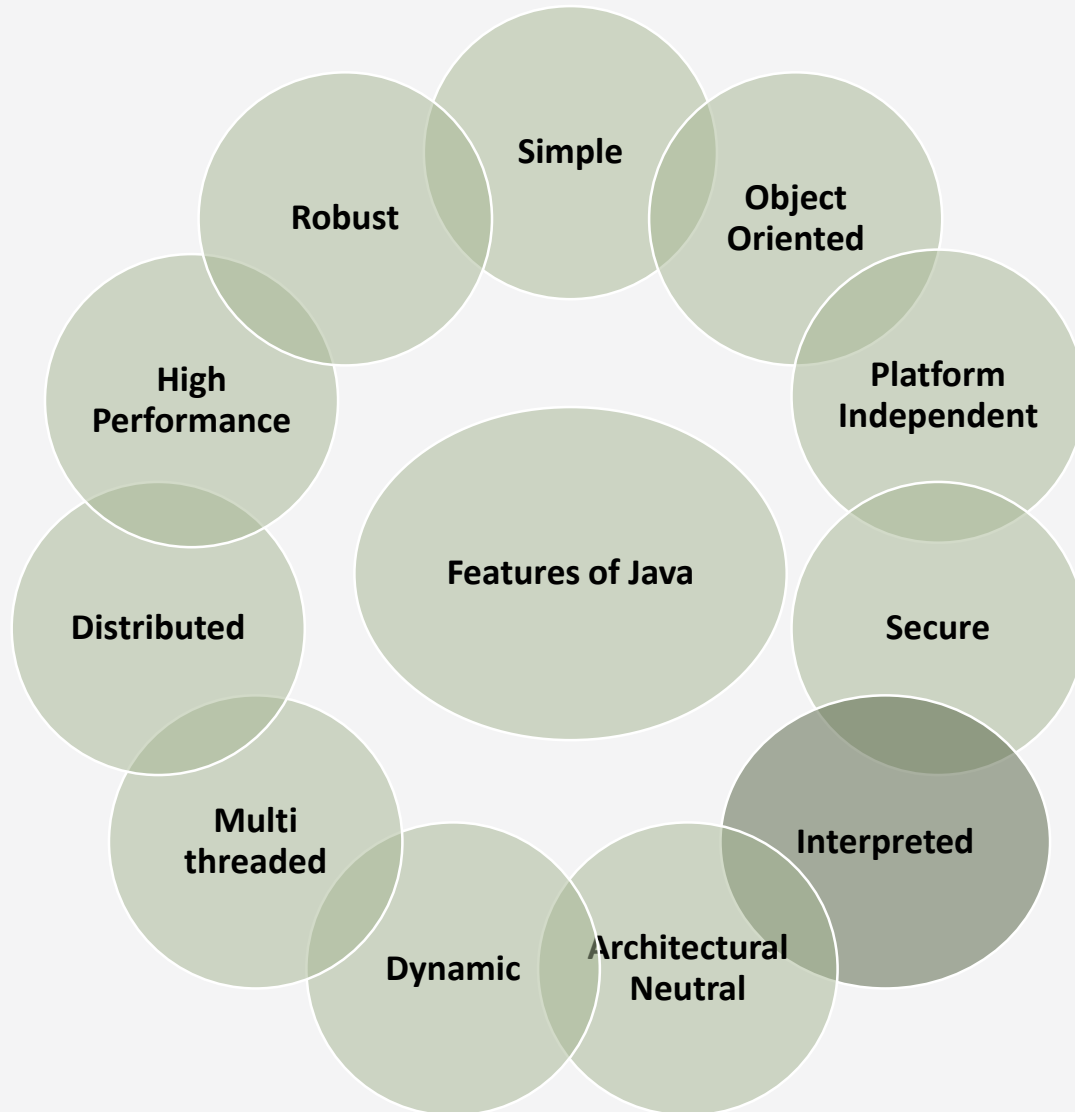 Simple
Object
Oriented
Platform
Independent
Secure
Interpreted
Architectural
Neutral
Dynamic
Multi
threaded
Distributed
High
Performance
Robust
Features of Java